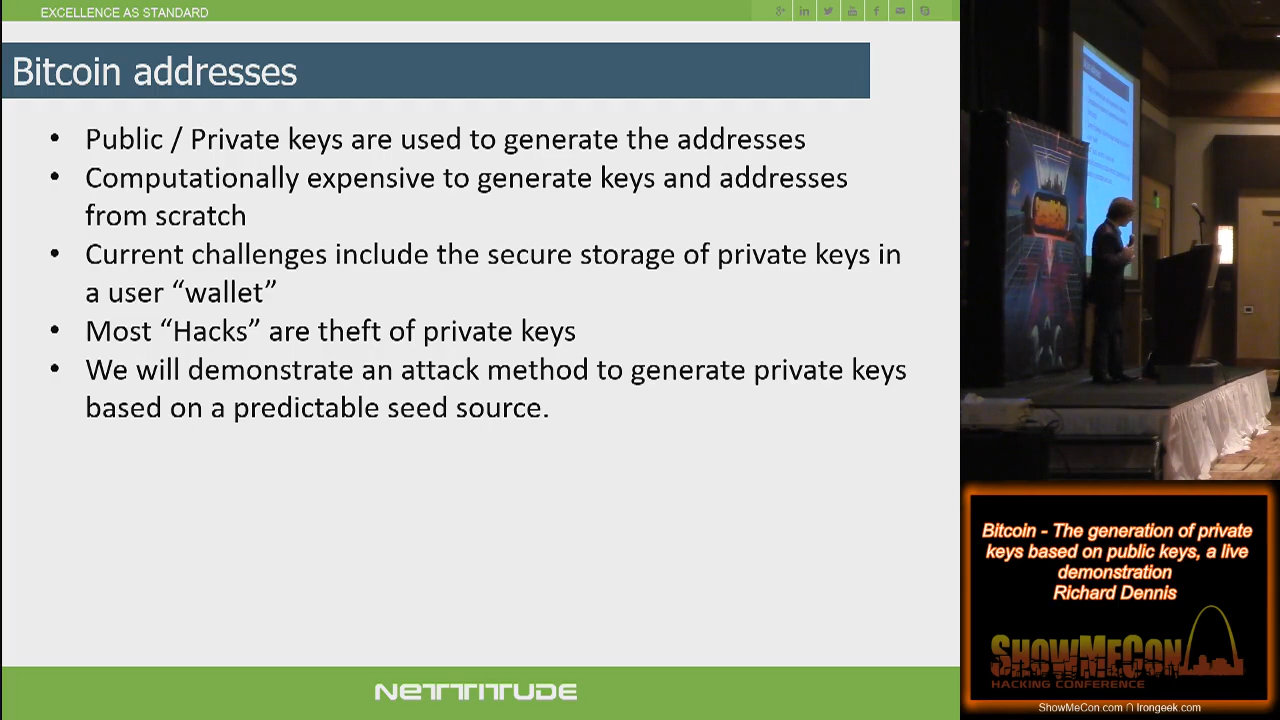 EXCELLENCE AS STANDARD
Bitcoin addresses
• Public / Private keys are used to generate the addresses
• Computationally expensive to generate keys and addresses
from scratch
• Current challenges include the secure storage of private keys in
a user “wallet”
• Most “Hacks” are theft of private keys
• We will demonstrate an attack method to generate private keys
based on a predictable seed source.
NETTITUDE
Bitcoin - The generation of private
keys based on public keys, a live
demonstration
Richard Dennis
SHOWMECON
HACKING CONFERENCE
ShowMeCon.com ∩ Irongeek.com